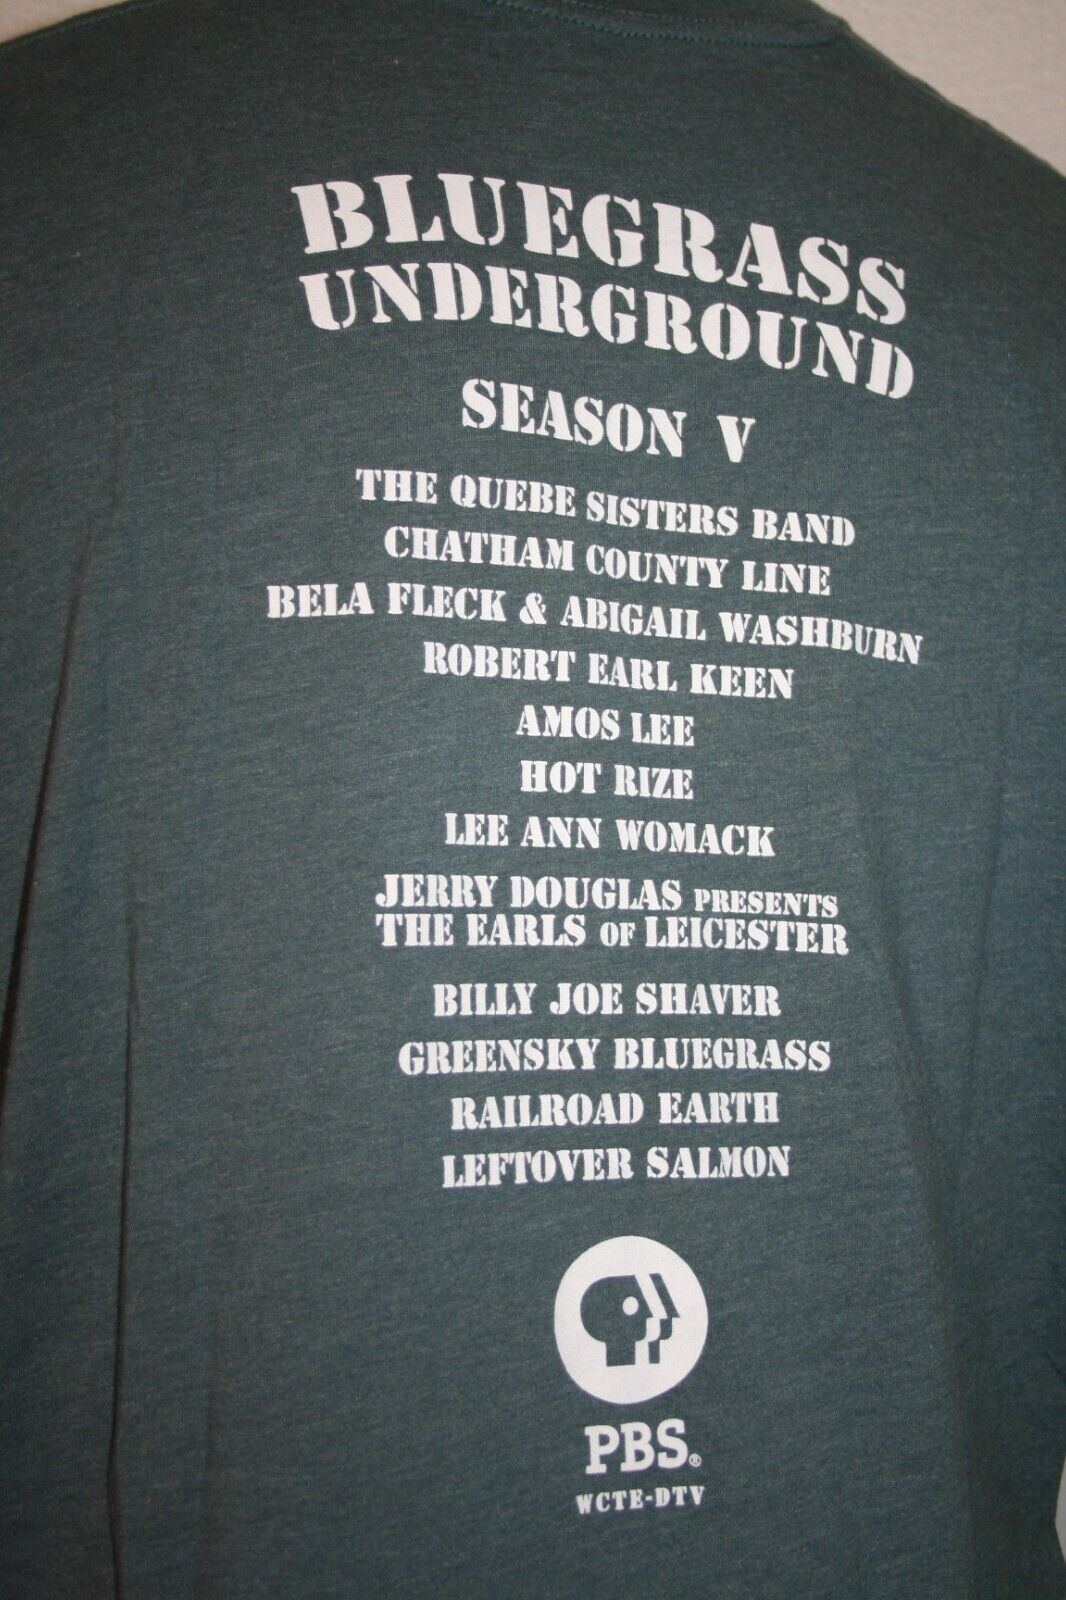 BLUEGRASS
UNDERGROUND
SEASON V
THE QUEBE SISTERS BAND
CHATHAM COUNTY LINE
BELA FLECK & ABIGAIL WASHBURN
ROBERT EARL KEEN
AMOS LEE
HOT RIZE
LEE ANN WOMACK
JERRY DOUGLAS PRESENTS
THE EARLS OF LEICESTER
BILLY JOE SHAVER
GREENSKY BLUEGRASS
RAILROAD EARTH
LEFTOVER SALMON
PBS®
WCTE-DTV